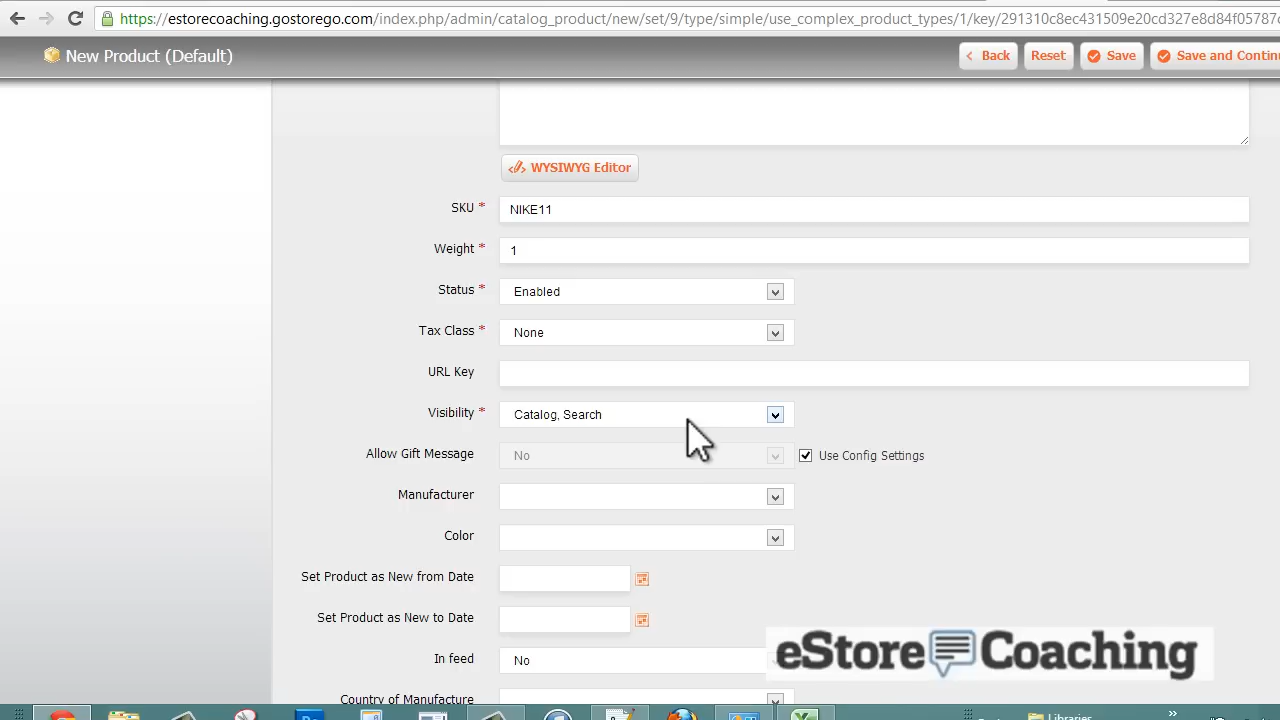 https://estorecoaching.gostorego.com/index.php/admin/catalog_product/new/set/9/type/simple/use_complex_product_types/1/key/291310c8ec431509e20cd327e8d84f05787
New Product (Default)
Back Reset Save Save and Contin
WYSIWYG Editor
SKU * NIKE11
Weight * 1
Status * Enabled
Tax Class * None
URL Key
Visibility * Catalog, Search
Allow Gift Message No Use Config Settings
Manufacturer
Color
Set Product as New from Date
Set Product as New to Date
In feed No
eStore Coaching
Country of Manufacture
Libraries